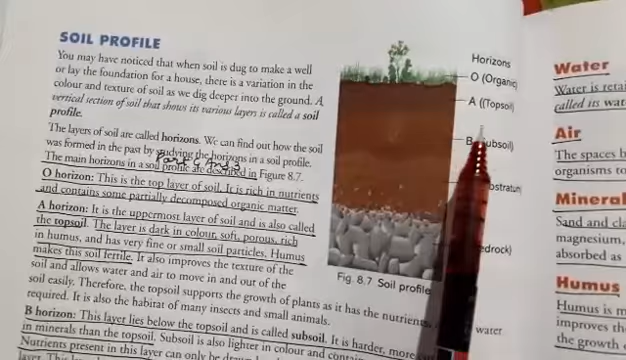 SOIL PROFILE
You may have noticed that when soil is dug to make a well
or lay the foundation for a house, there is a variation in the
colour and texture of soil as we dig deeper into the ground. A
vertical section of soil that shows its various layers is called a soil
profile.
The layers of soil are called horizons. We can find out how the soil
was formed in the past by studying the horizons in a soil profile.
The main horizons in a soil profile are described in Figure 8.7.
O horizon: This is the top layer of soil. It is rich in nutrients
and contains some partially decomposed organic matter.
A horizon: It is the uppermost layer of soil and is also called
the topsoil. The layer is dark in colour, soft, porous, rich
in humus, and has very fine or small soil particles. Humus
makes this soil fertile. It also improves the texture of the
soil and allows water and air to move in and out of the
soil easily. Therefore, the topsoil supports the growth of plants as it has the nutrients,
required. It is also the habitat of many insects and small animals.
B horizon: This layer lies below the topsoil and is called subsoil. It is harder, more
in minerals than the topsoil. Subsoil is also lighter in colour and
Nutrients present in this layer can only be
layer.
Horizons
O (Organic
A ((Topsoil)
B
ubsoil)
bstratu
edrock)
Fig. 8.7 Soil profile
water
Water
Water is retai
called its wat
Air
The spaces b
organisms to
Mineral
Sand and cla
magnesium,
absorbed as
Humus
Humus is m
improves the
the growth